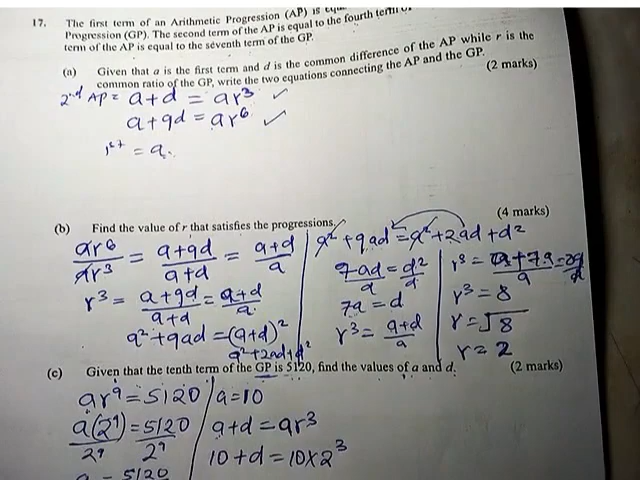 17. The first term of an Arithmetic Progression (AP) is
Progression (GP). The second term of the AP is equal to the fourth term
term of the AP is equal to the seventh term of the GP.
(a) Given that a is the first term and d is the common difference of the AP while r is the
common ratio of the GP, write the two equations connecting the AP and the GP.
(2 marks)
2nd AP = a+d = ar³ ✓
a+9d = ar⁶ ✓
1st = a.
(4 marks)
(b) Find the value of r that satisfies the progressions.
ar⁶/ar³ = a+9d/a+d = a+d/a
r³ = a+9d/a+d = a+d/a
a²+9ad = (a+d)²
a²+2ad+d²
a²+9ad = a²+2ad+d²
7ad/a = d²/d
7a = d
r³ = a+d/a
r³ = a+7a/a
r³ = 8
r = √8
r = 2
(c) Given that the tenth term of the GP is 5120, find the values of a and d.
(2 marks)
ar⁹ = 5120
a(2⁹)/2⁹ = 5120/2⁹
a = 5120
a = 10
a+d = ar³
10+d = 10×2³